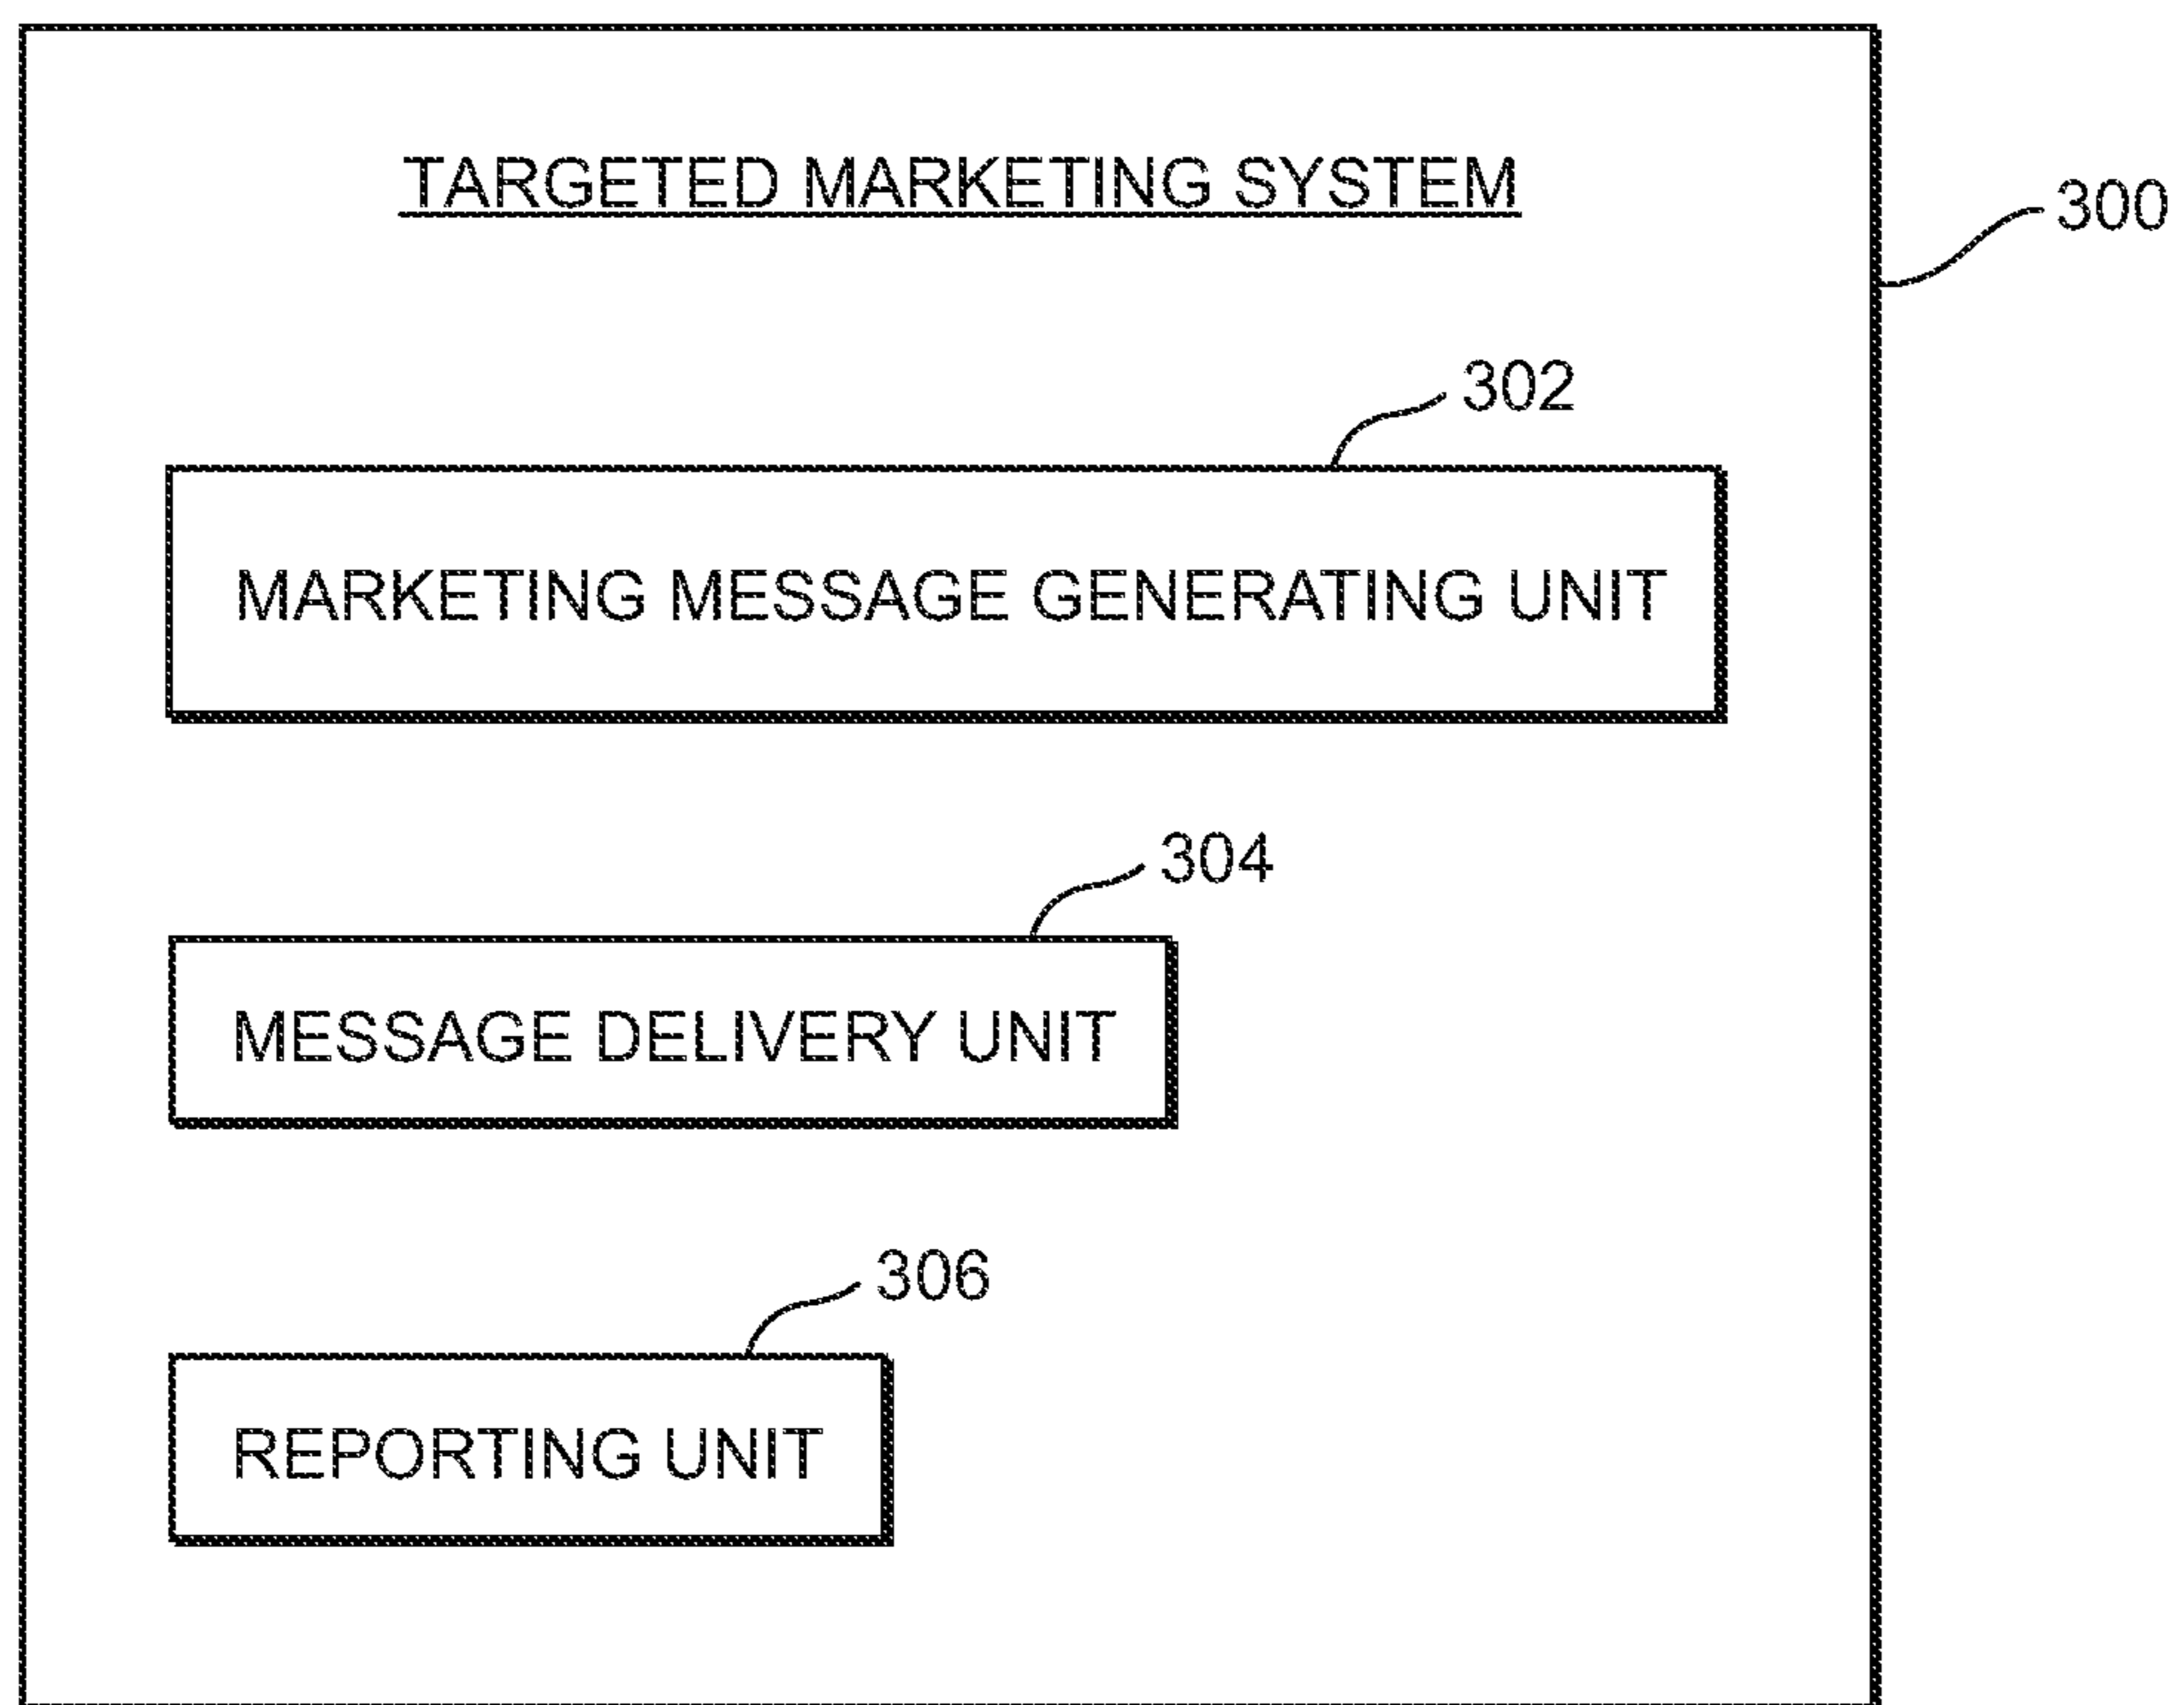 TARGETED MARKETING SYSTEM
300
302
MARKETING MESSAGE GENERATING UNIT
304
MESSAGE DELIVERY UNIT
306
REPORTING UNIT